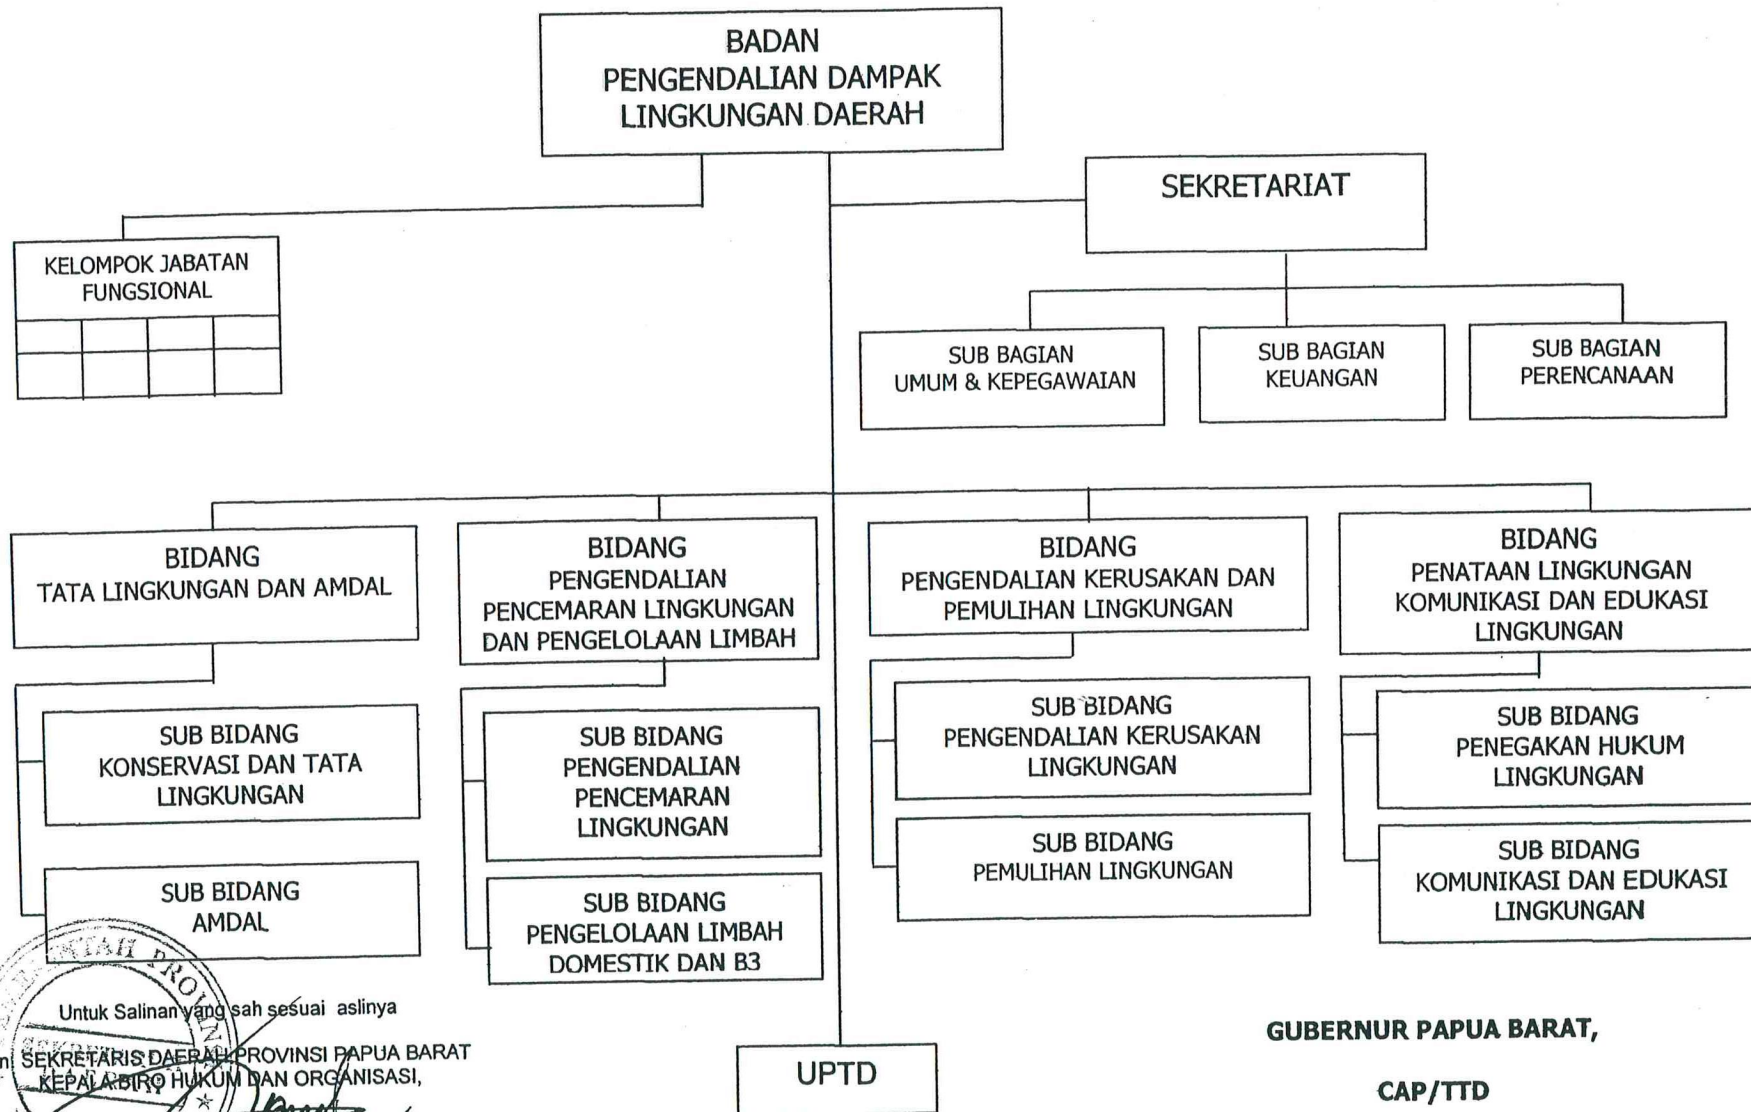 BADAN
PENGENDALIAN DAMPAK
LINGKUNGAN DAERAH
SEKRETARIAT
KELOMPOK JABATAN
FUNGSIONAL
SUB BAGIAN
UMUM & KEPEGAWAIAN
SUB BAGIAN
KEUANGAN
SUB BAGIAN
PERENCANAAN
BIDANG
TATA LINGKUNGAN DAN AMDAL
BIDANG
PENGENDALIAN
PENCEMARAN LINGKUNGAN
DAN PENGELOLAAN LIMBAH
BIDANG
PENGENDALIAN KERUSAKAN DAN
PEMULIHAN LINGKUNGAN
BIDANG
PENATAAN LINGKUNGAN
KOMUNIKASI DAN EDUKASI
LINGKUNGAN
SUB BIDANG
KONSERVASI DAN TATA
LINGKUNGAN
SUB BIDANG
AMDAL
SUB BIDANG
PENGENDALIAN
PENCEMARAN
LINGKUNGAN
SUB BIDANG
PENGELOLAAN LIMBAH
DOMESTIK DAN B3
SUB BIDANG
PENGENDALIAN KERUSAKAN
LINGKUNGAN
SUB BIDANG
PEMULIHAN LINGKUNGAN
SUB BIDANG
PENEGAKAN HUKUM
LINGKUNGAN
SUB BIDANG
KOMUNIKASI DAN EDUKASI
LINGKUNGAN
UPTD
Untuk Salinan yang sah sesuai aslinya
SEKRETARIS DAERAH PROVINSI PAPUA BARAT
KEPALA BIRO HUKUM DAN ORGANISASI,
GUBERNUR PAPUA BARAT,
CAP/TTD